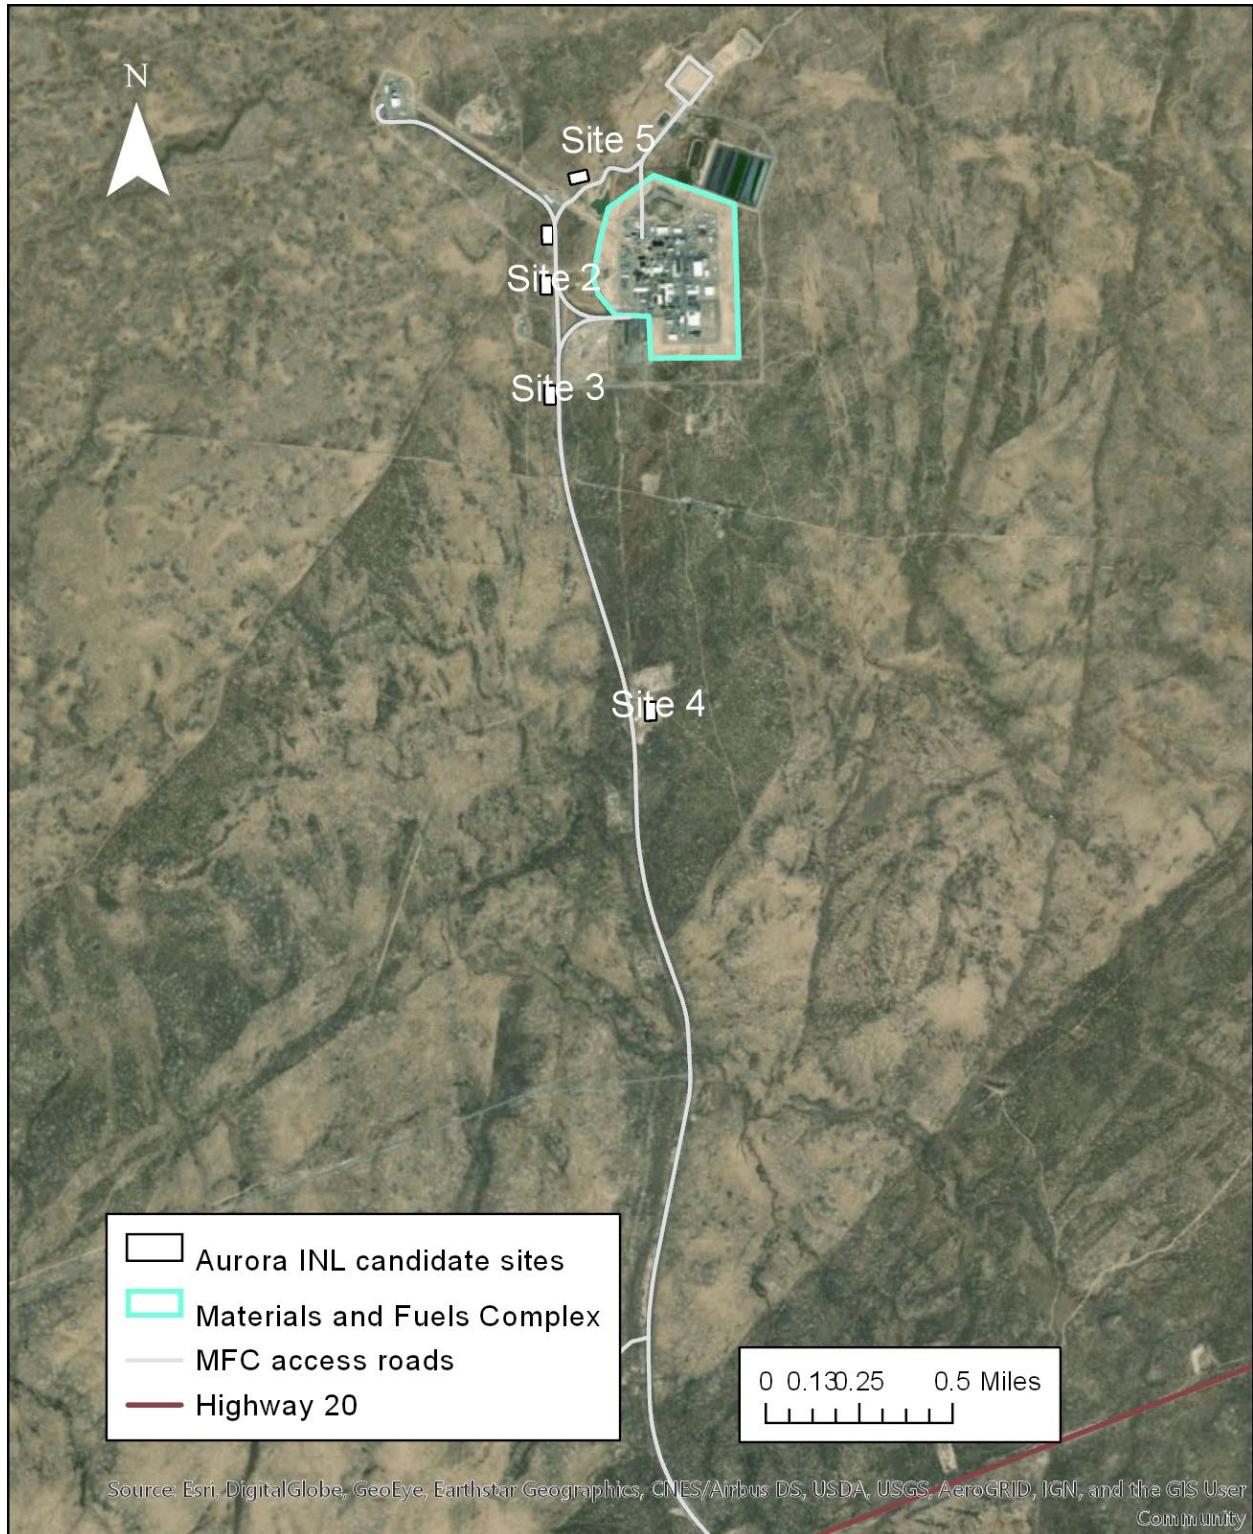 N
Site 5
Site 2
Site 3
Site 4
Aurora INL candidate sites
Materials and Fuels Complex
MFC access roads
Highway 20
0 0.13 0.25 0.5 Miles
Source: Esri, DigitalGlobe, GeoEye, Earthstar Geographics, CNES/Airbus DS, USDA, USGS, AeroGRID, IGN, and the GIS User
Community